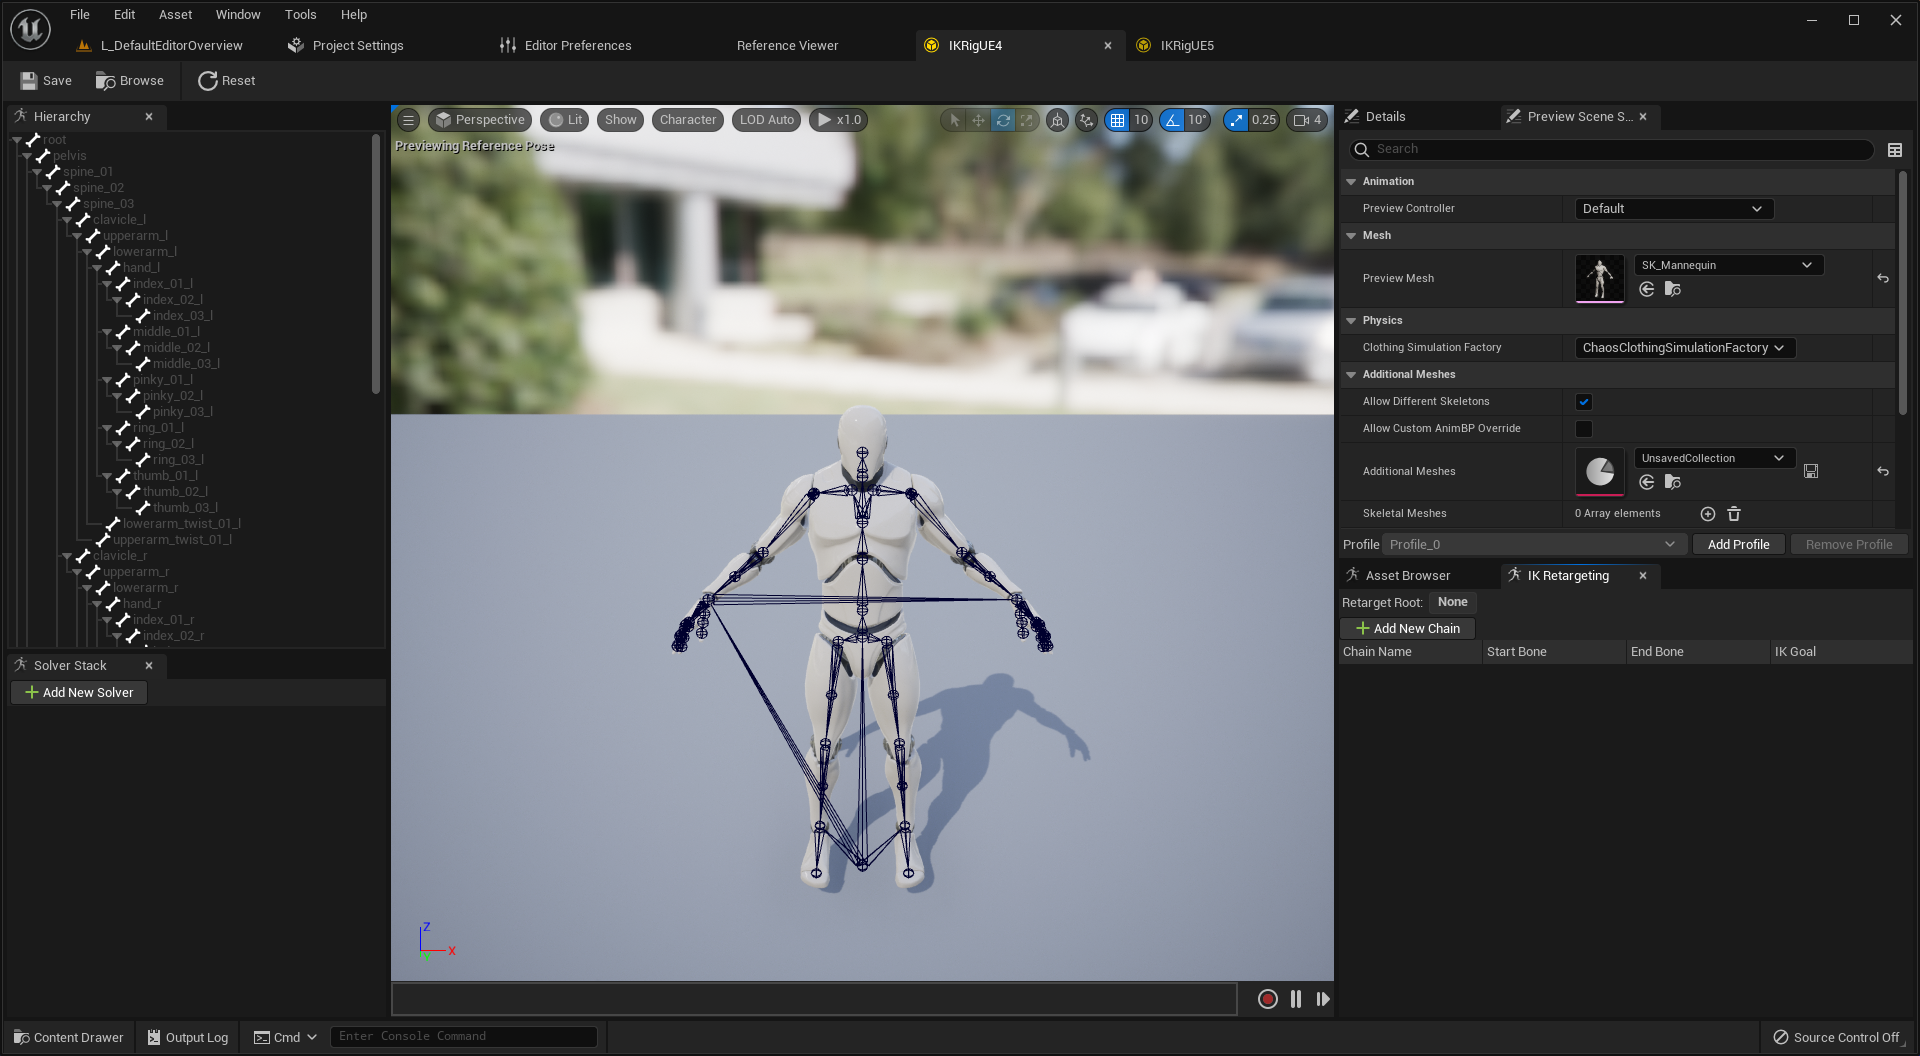 File Edit Asset Window Tools Help
L_DefaultEditorOverview Project Settings Editor Preferences Reference Viewer IKRigUE4 IKRigUE5
Save Browse Reset
Hierarchy
root
pelvis
spine_01
spine_02
spine_03
clavicle_l
upperarm_l
lowerarm_l
hand_l
index_01_l
index_02_l
index_03_l
middle_01_l
middle_02_l
middle_03_l
pinky_01_l
pinky_02_l
pinky_03_l
ring_01_l
ring_02_l
ring_03_l
thumb_01_l
thumb_02_l
thumb_03_l
lowerarm_twist_01_l
upperarm_twist_01_l
clavicle_r
upperarm_r
lowerarm_r
hand_r
index_01_r
index_02_r
Solver Stack
Add New Solver
Perspective Lit Show Character LOD Auto x1.0 10 10° 0.25 4
Previewing Reference Pose
Z
X
Y
Details Preview Scene S...
Search
Animation
Preview Controller Default
Mesh
Preview Mesh SK_Mannequin
Physics
Clothing Simulation Factory ChaosClothingSimulationFactory
Additional Meshes
Allow Different Skeletons
Allow Custom AnimBP Override
Additional Meshes UnsavedCollection
Skeletal Meshes 0 Array elements
Profile Profile_0 Add Profile Remove Profile
Asset Browser IK Retargeting
Retarget Root: None
Add New Chain
Chain Name Start Bone End Bone IK Goal
Content Drawer Output Log Cmd Enter Console Command Source Control Off